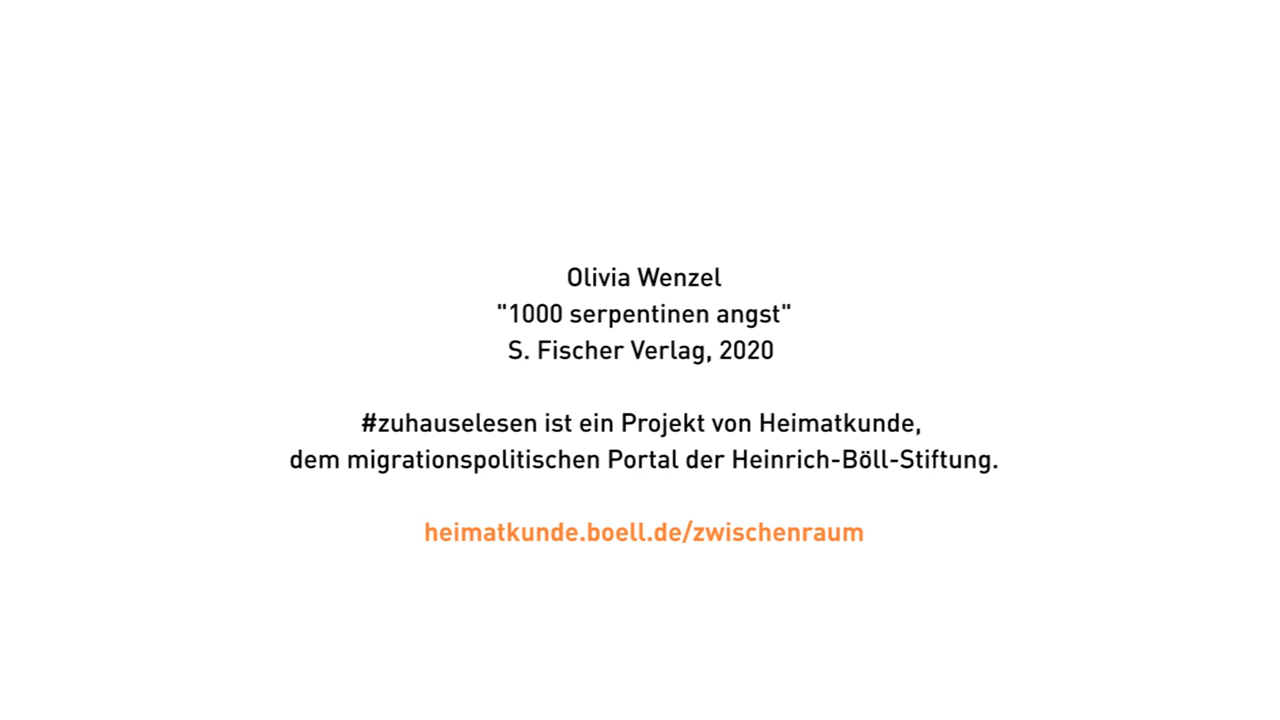 Olivia Wenzel
"1000 serpentinen angst"
S. Fischer Verlag, 2020
#zuhauselesen ist ein Projekt von Heimatkunde,
dem migrationspolitischen Portal der Heinrich-Böll-Stiftung.
heimatkunde.boell.de/zwischenraum